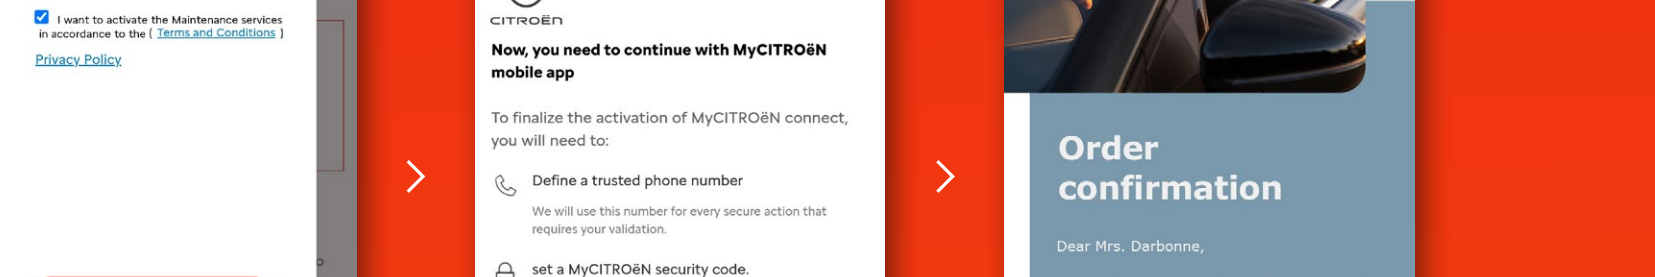 I want to activate the Maintenance services
in accordance to the ( Terms and Conditions )
Privacy Policy
CITROËN
Now, you need to continue with MyCITROëN
mobile app
To finalize the activation of MyCITROëN connect,
you will need to:
Define a trusted phone number
We will use this number for every secure action that
requires your validation.
set a MyCITROëN security code.
Order
confirmation
Dear Mrs. Darbonne,